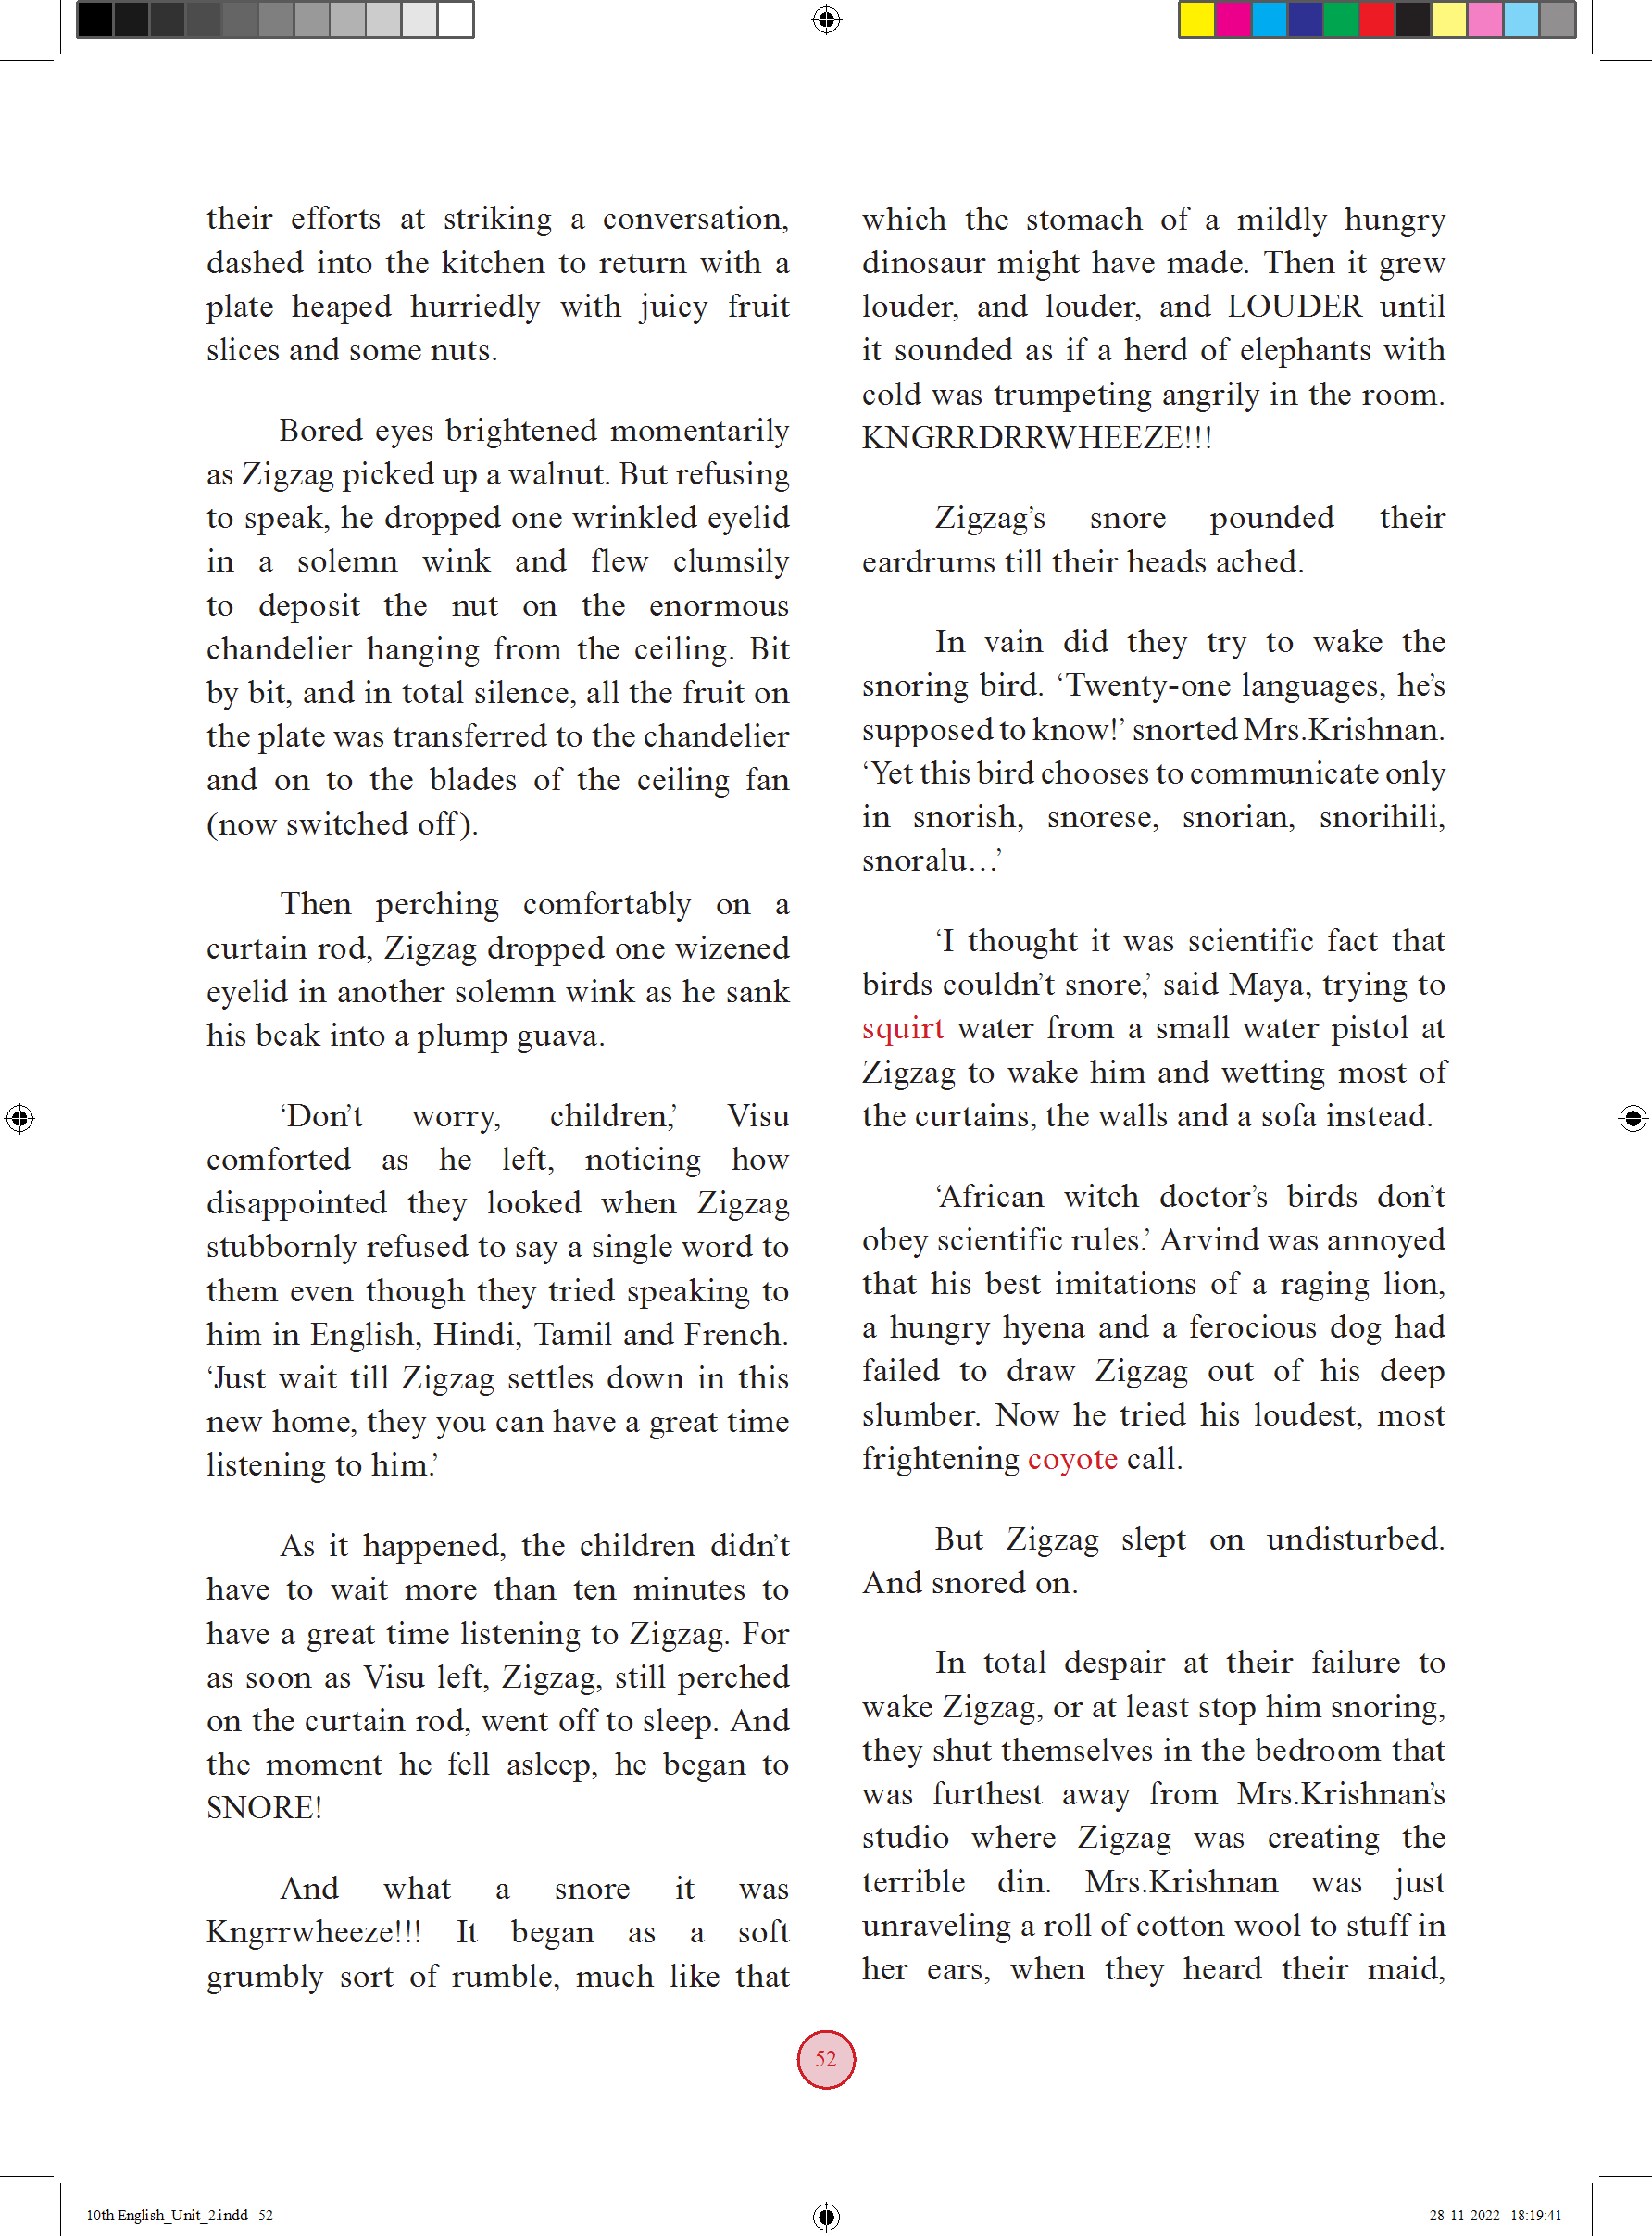 their efforts at striking a conversation,
dashed into the kitchen to return with a
plate heaped hurriedly with juicy fruit
slices and some nuts.
Bored eyes brightened momentarily
as Zigzag picked up a walnut. But refusing
to speak, he dropped one wrinkled eyelid
in a solemn wink and flew clumsily
to deposit the nut on the enormous
chandelier hanging from the ceiling. Bit
by bit, and in total silence, all the fruit on
the plate was transferred to the chandelier
and on to the blades of the ceiling fan
(now switched off).
Then perching comfortably on a
curtain rod, Zigzag dropped one wizened
eyelid in another solemn wink as he sank
his beak into a plump guava.
‘Don’t worry, children,’ Visu
comforted as he left, noticing how
disappointed they looked when Zigzag
stubbornly refused to say a single word to
them even though they tried speaking to
him in English, Hindi, Tamil and French.
‘Just wait till Zigzag settles down in this
new home, they you can have a great time
listening to him.’
As it happened, the children didn’t
have to wait more than ten minutes to
have a great time listening to Zigzag. For
as soon as Visu left, Zigzag, still perched
on the curtain rod, went off to sleep. And
the moment he fell asleep, he began to
SNORE!
And what a snore it was
Kngrrwheeze!!! It began as a soft
grumbly sort of rumble, much like that
which the stomach of a mildly hungry
dinosaur might have made. Then it grew
louder, and louder, and LOUDER until
it sounded as if a herd of elephants with
cold was trumpeting angrily in the room.
KNGRRDRRWHEEZE!!!
Zigzag’s snore pounded their
eardrums till their heads ached.
In vain did they try to wake the
snoring bird. ‘Twenty-one languages, he’s
supposed to know!’ snorted Mrs.Krishnan.
‘Yet this bird chooses to communicate only
in snorish, snorese, snorian, snorihili,
snoralu…’
‘I thought it was scientific fact that
birds couldn’t snore,’ said Maya, trying to
squirt water from a small water pistol at
Zigzag to wake him and wetting most of
the curtains, the walls and a sofa instead.
‘African witch doctor’s birds don’t
obey scientific rules.’ Arvind was annoyed
that his best imitations of a raging lion,
a hungry hyena and a ferocious dog had
failed to draw Zigzag out of his deep
slumber. Now he tried his loudest, most
frightening coyote call.
But Zigzag slept on undisturbed.
And snored on.
In total despair at their failure to
wake Zigzag, or at least stop him snoring,
they shut themselves in the bedroom that
was furthest away from Mrs.Krishnan’s
studio where Zigzag was creating the
terrible din. Mrs.Krishnan was just
unraveling a roll of cotton wool to stuff in
her ears, when they heard their maid,
52
10th English_Unit_2.indd 52
28-11-2022 18:19:41